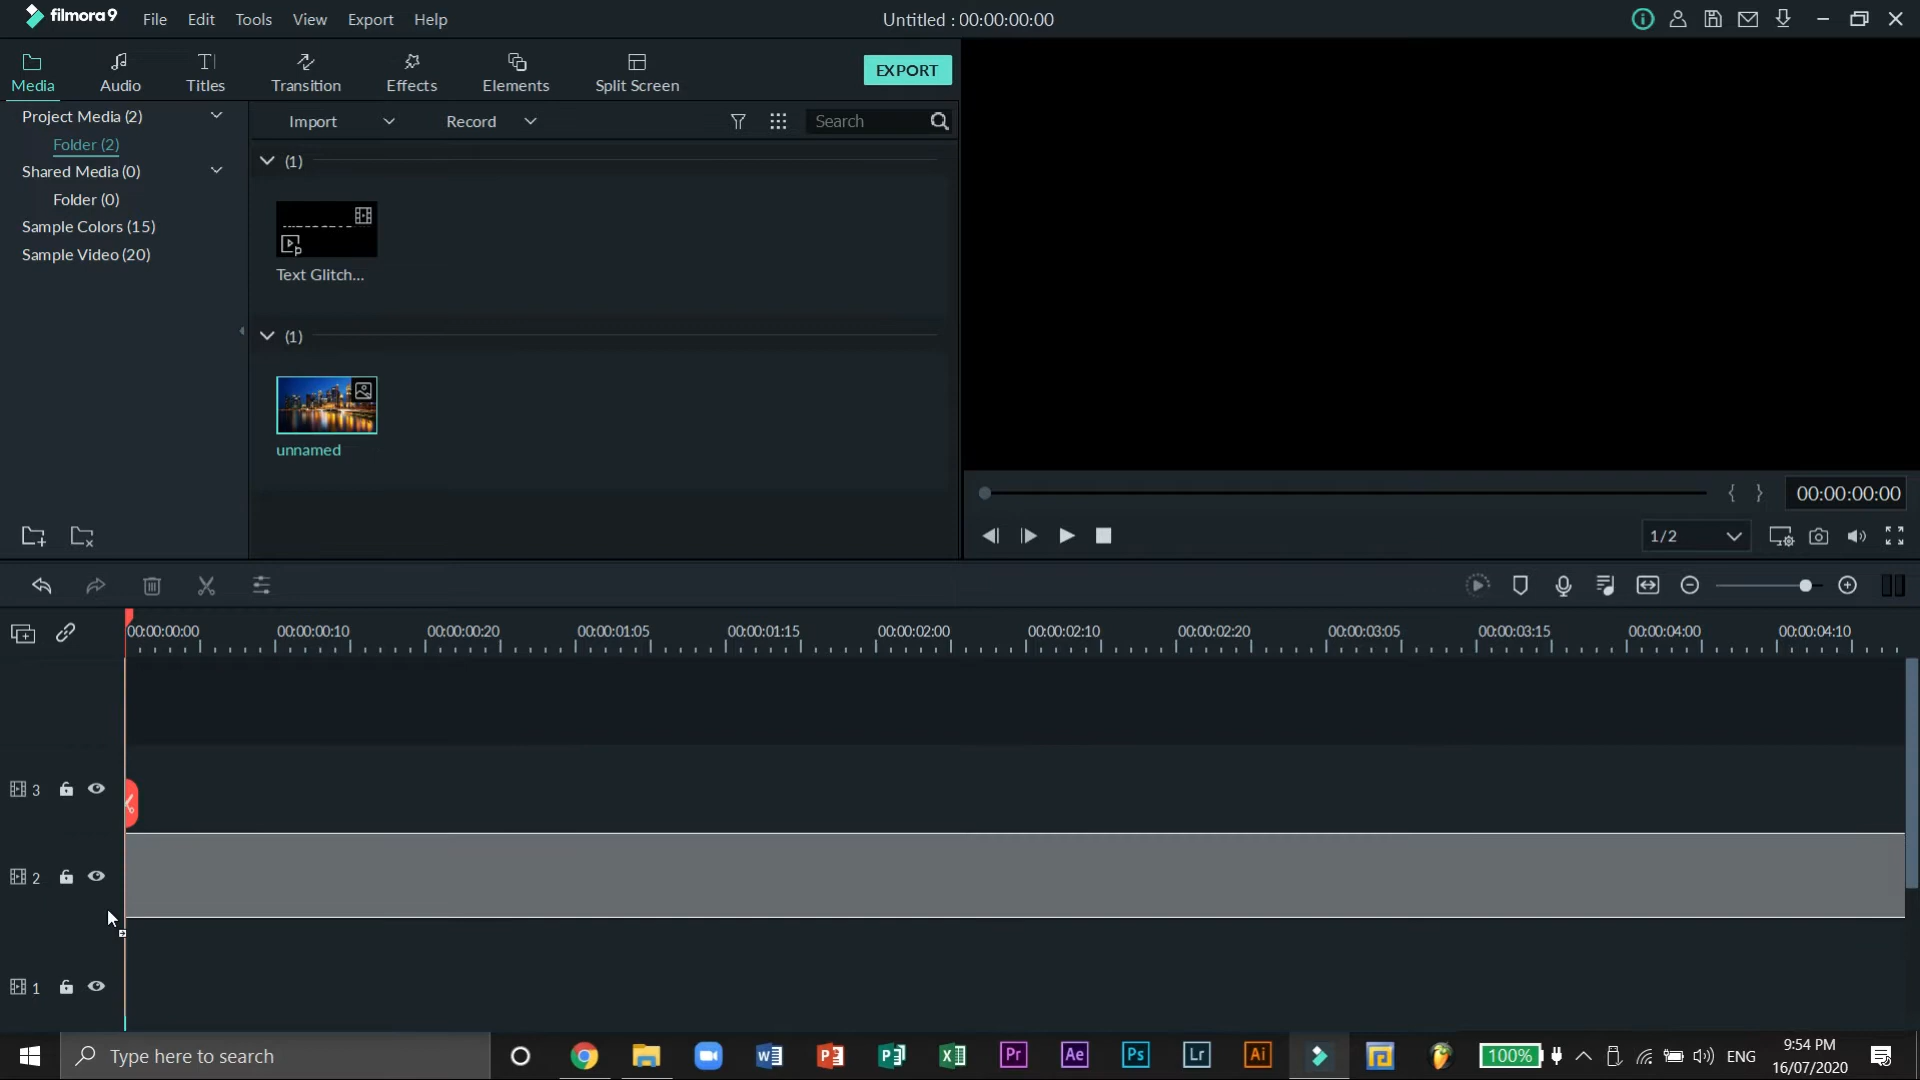 filmora9 File Edit Tools View Export Help Untitled : 00:00:00:00
Media Audio Titles Transition Effects Elements Split Screen EXPORT
Project Media (2)
Folder (2)
Shared Media (0)
Folder (0)
Sample Colors (15)
Sample Video (20)
Import Record Search
(1)
Text Glitch...
(1)
unnamed
00:00:00:00
1/2
00:00:00:00 00:00:00:10 00:00:00:20 00:00:01:05 00:00:01:15 00:00:02:00 00:00:02:10 00:00:02:20 00:00:03:05 00:00:03:15 00:00:04:00 00:00:04:10
3
2
1
Type here to search
Pr Ae Ps Lr Ai
100% ENG
9:54 PM
16/07/2020